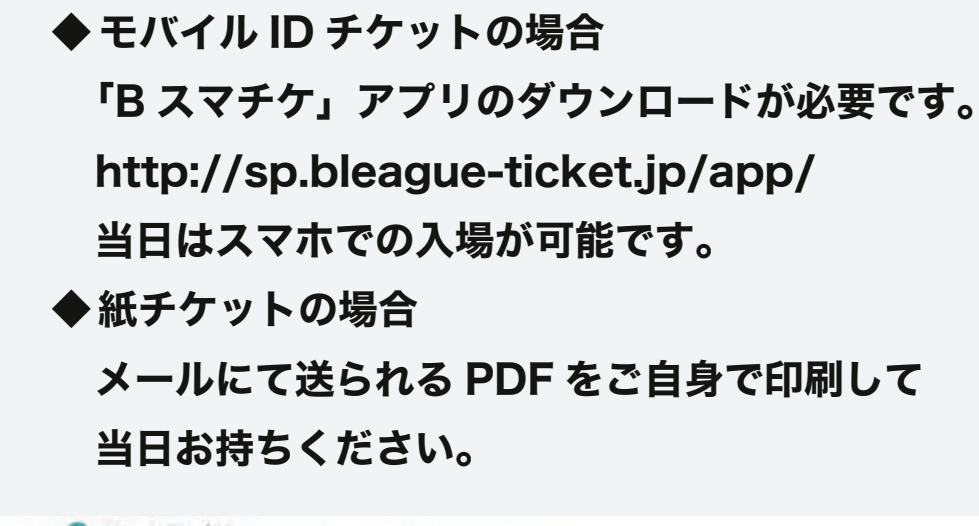 ◆モバイル ID チケットの場合
「B スマチケ」アプリのダウンロードが必要です。
http://sp.bleague-ticket.jp/app/
当日はスマホでの入場が可能です。
◆紙チケットの場合
メールにて送られる PDF をご自身で印刷して
当日お持ちください。